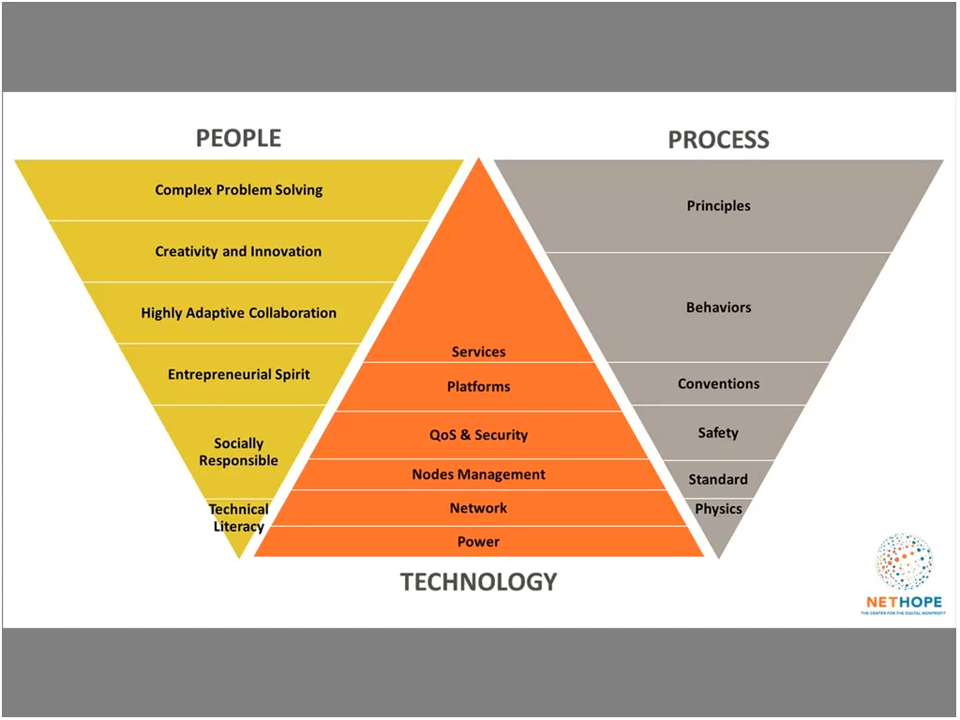 PEOPLE
Complex Problem Solving
Creativity and Innovation
Highly Adaptive Collaboration
Entrepreneurial Spirit
Socially
Responsible
Technical
Literacy
Services
Platforms
QoS & Security
Nodes Management
Network
Power
TECHNOLOGY
PROCESS
Principles
Behaviors
Conventions
Safety
Standard
Physics
NETHOPE
THE CENTER FOR THE DIGITAL NONPROFIT